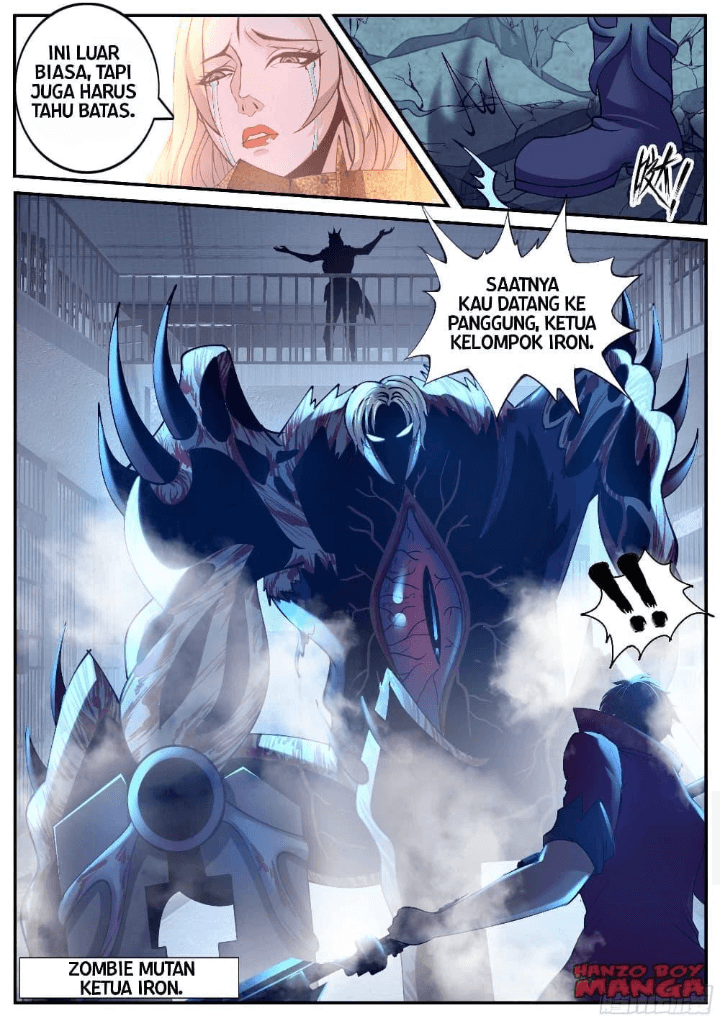 INI LUAR
BIASA, TAPI
JUGA HARUS
TAHU BATAS.
SAATNYA
KAU DATANG KE
PANGGUNG, KETUA
KELOMPOK IRON.
!!
ZOMBIE MUTAN
KETUA IRON.
HANZO BOY
MANGA